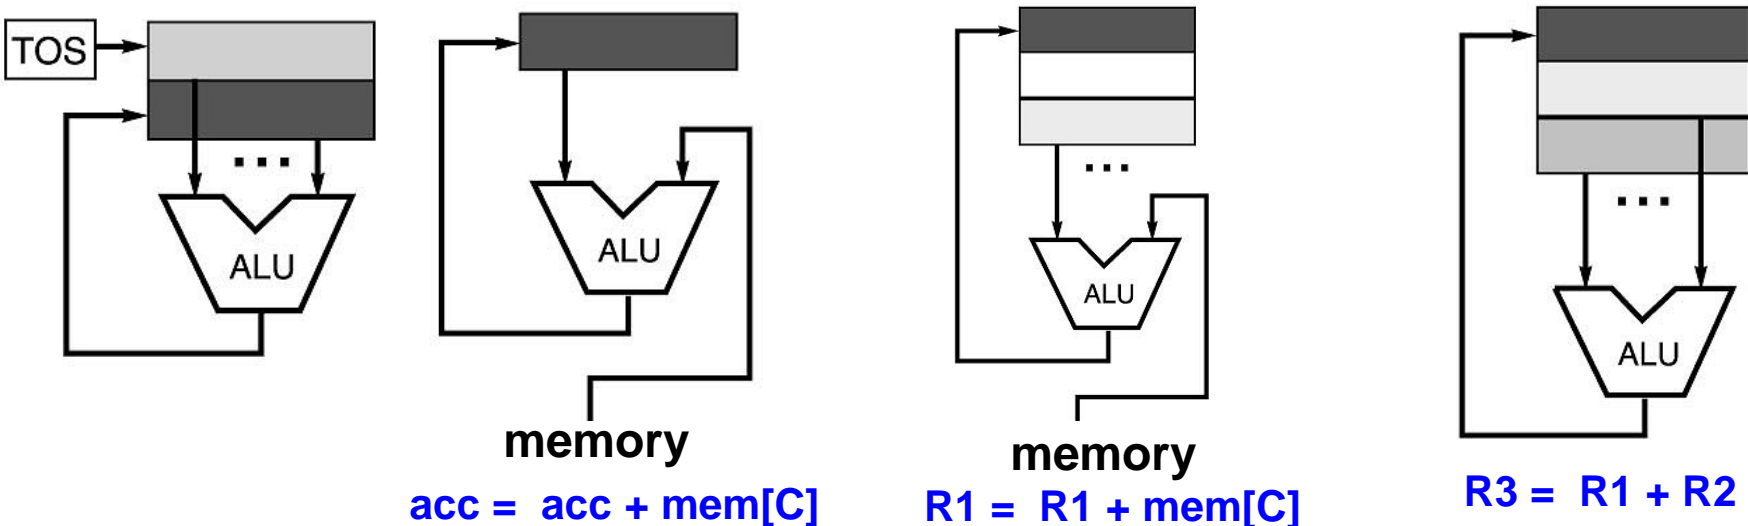 TOS
...
ALU
ALU
memory
acc = acc + mem[C]
...
ALU
memory
R1 = R1 + mem[C]
...
ALU
R3 = R1 + R2